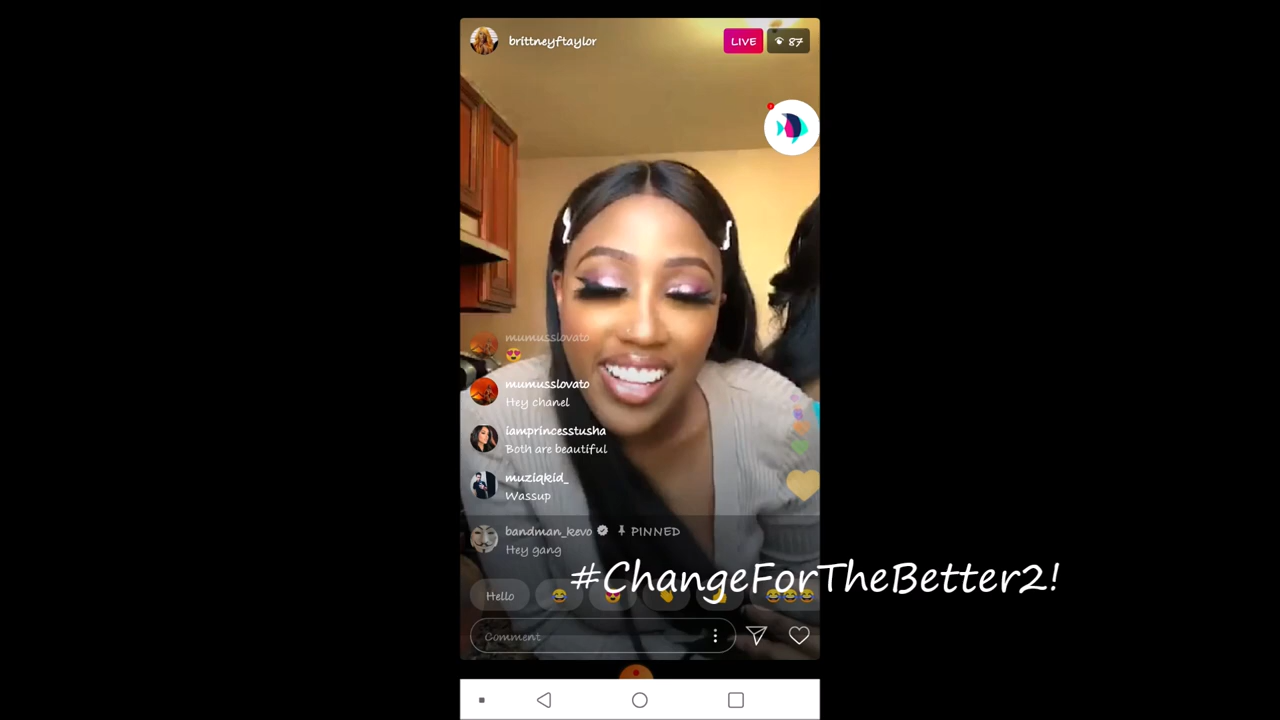 brittneyftaylor
LIVE
87
mumusslovato
mumusslovato
Hey chanel
iamprincesstusha
Both are beautiful
muziqkid_
Wassup
bandman_kevo PINNED
Hey gang
#ChangeForTheBetter2!
Hello
Comment